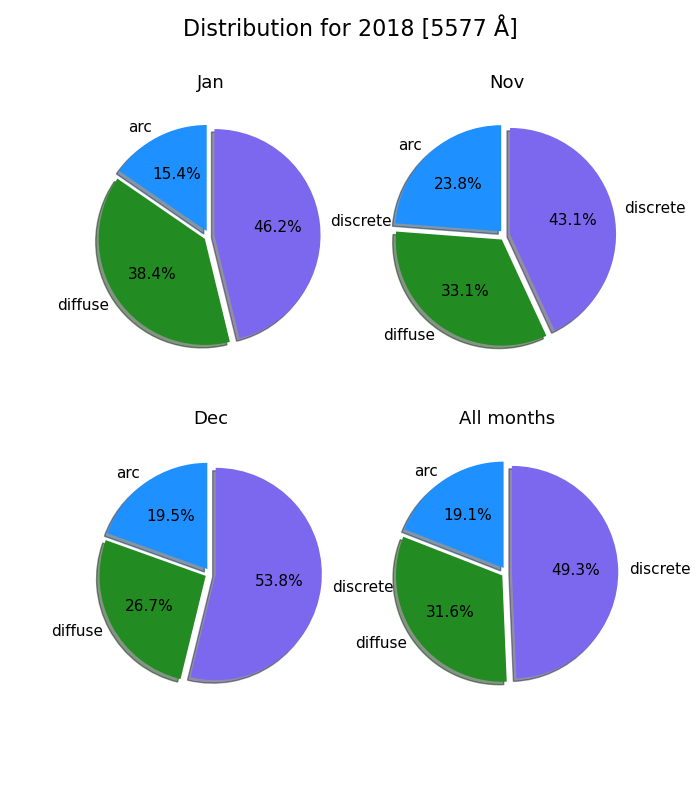 Distribution for 2018 [5577 Å]
Jan
arc
15.4%
46.2%
discrete
38.4%
diffuse
Nov
arc
23.8%
43.1%
discrete
33.1%
diffuse
Dec
arc
19.5%
53.8%
discrete
26.7%
diffuse
All months
arc
19.1%
49.3%
discrete
31.6%
diffuse